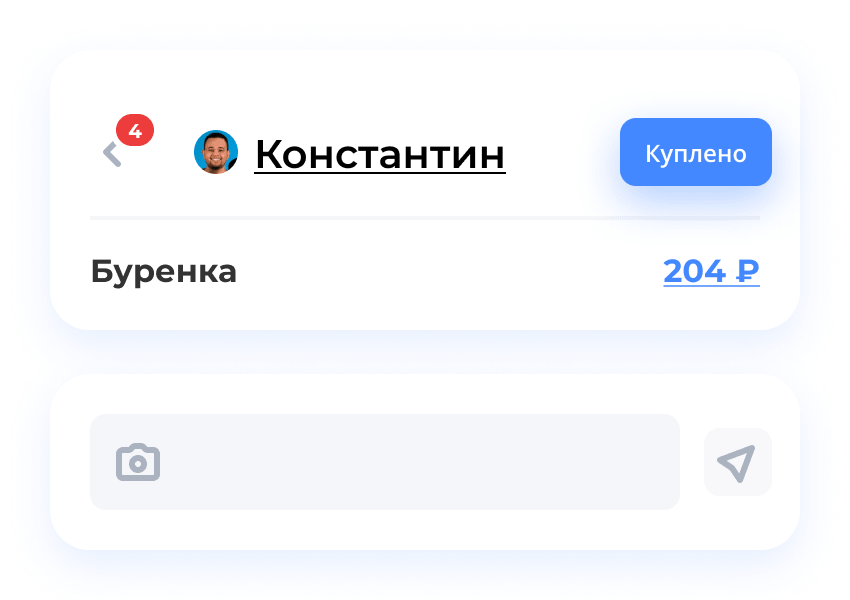 4
Константин
Куплено
Буренка
204 ₽